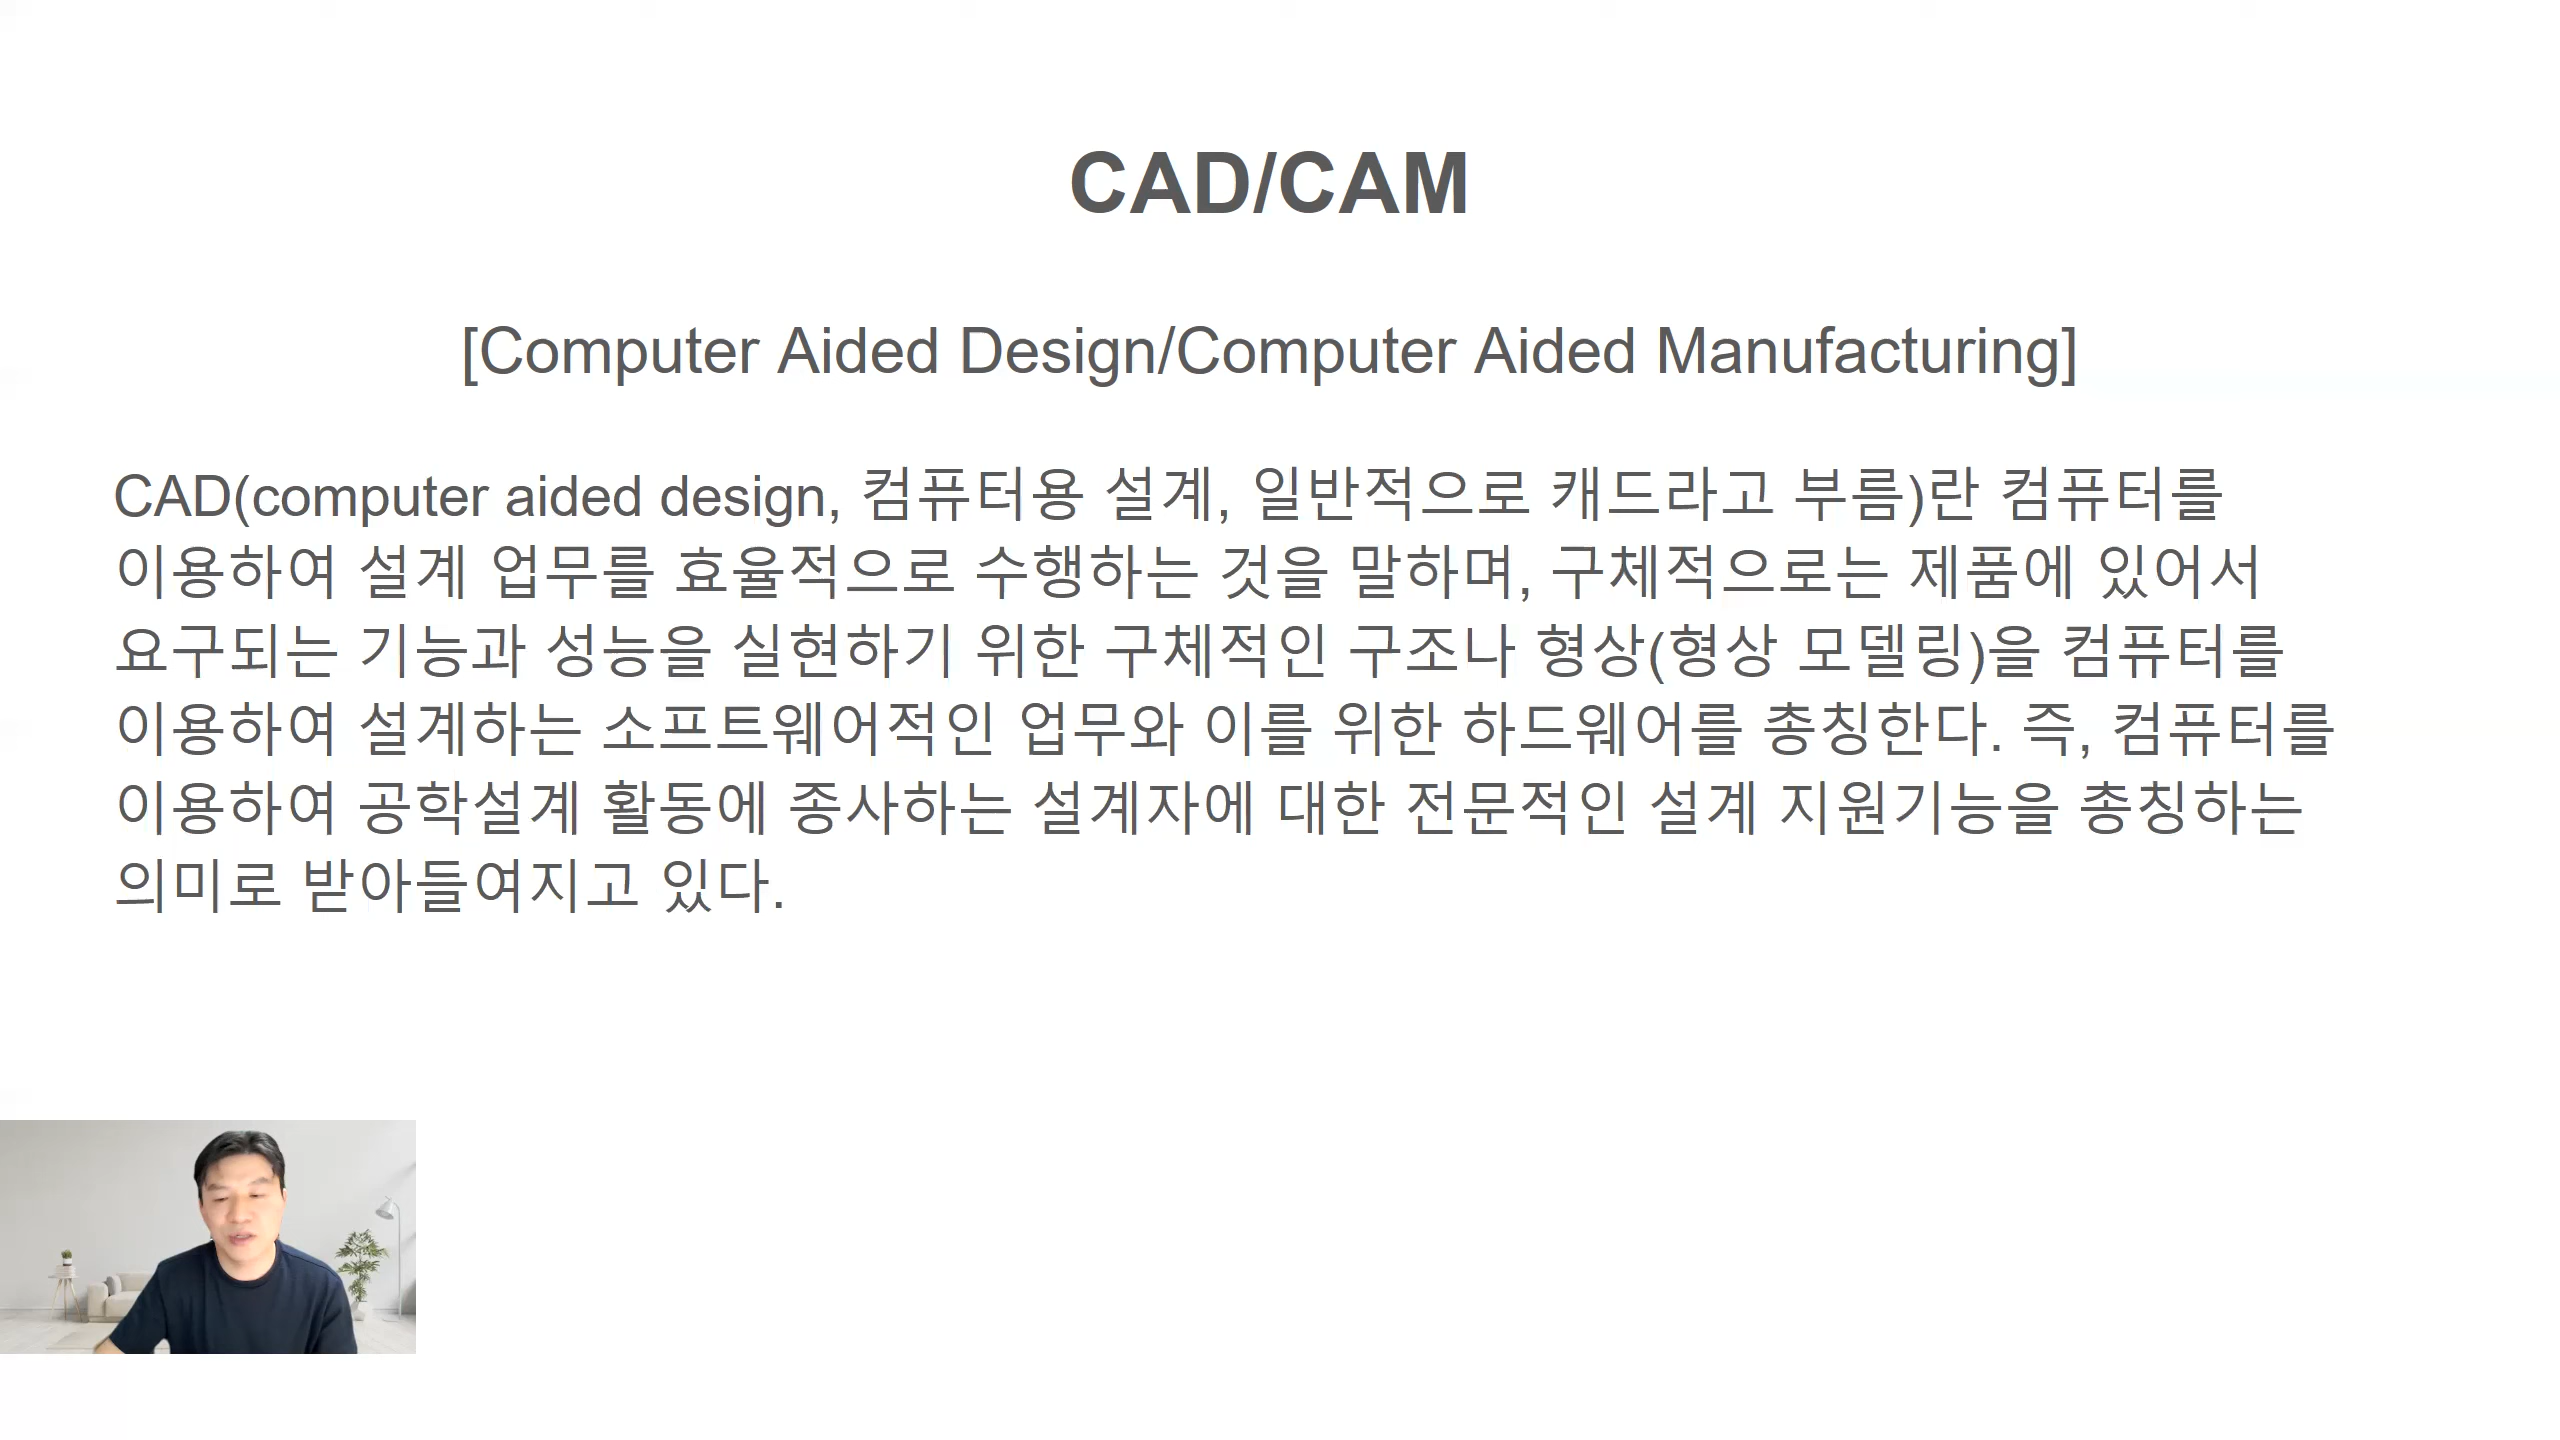 CAD/CAM
[Computer Aided Design/Computer Aided Manufacturing]
CAD(computer aided design, 컴퓨터용 설계, 일반적으로 캐드라고 부름)란 컴퓨터를
이용하여 설계 업무를 효율적으로 수행하는 것을 말하며, 구체적으로는 제품에 있어서
요구되는 기능과 성능을 실현하기 위한 구체적인 구조나 형상(형상 모델링)을 컴퓨터를
이용하여 설계하는 소프트웨어적인 업무와 이를 위한 하드웨어를 총칭한다. 즉, 컴퓨터를
이용하여 공학설계 활동에 종사하는 설계자에 대한 전문적인 설계 지원기능을 총칭하는
의미로 받아들여지고 있다.